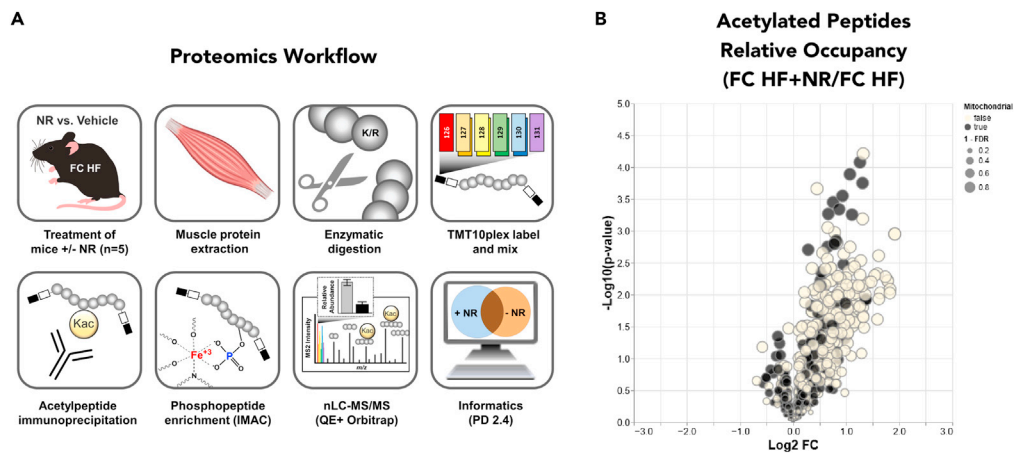 A
Proteomics Workflow
NR vs. Vehicle
FC HF
Treatment of
mice +/- NR (n=5)
Muscle protein
extraction
K/R
Enzymatic
digestion
126
127
128
129
130
131
TMT10plex label
and mix
Kac
Acetylpeptide
immunoprecipitation
Fe+3
O
O
O
N
O
P
O
O
Phosphopeptide
enrichment (IMAC)
Relative
Abundance
MS2 Intensity
Kac
Kac
m/z
nLC-MS/MS
(QE+ Orbitrap)
+ NR
- NR
Informatics
(PD 2.4)
B
Acetylated Peptides
Relative Occupancy
(FC HF+NR/FC HF)
-Log10(p-value)
5.0
4.5
4.0
3.5
3.0
2.5
2.0
1.5
1.0
0.5
0.0
−3.0
−2.0
−1.0
0.0
1.0
2.0
3.0
Log2 FC
Mitochondrial
false
true
1 - FDR
0.2
0.4
0.6
0.8